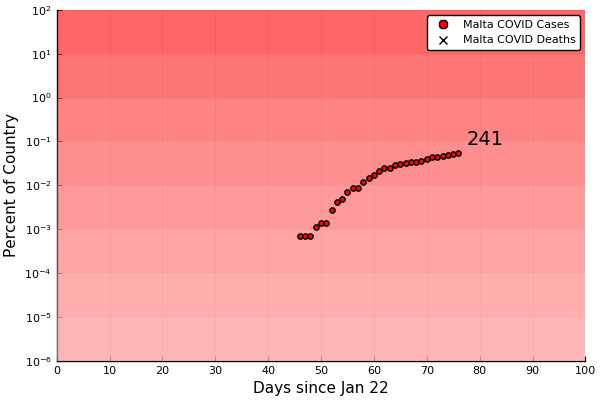 Malta COVID Cases
Malta COVID Deaths
241
Percent of Country
10²
10¹
10⁰
10⁻¹
10⁻²
10⁻³
10⁻⁴
10⁻⁵
10⁻⁶
0 10 20 30 40 50 60 70 80 90 100
Days since Jan 22